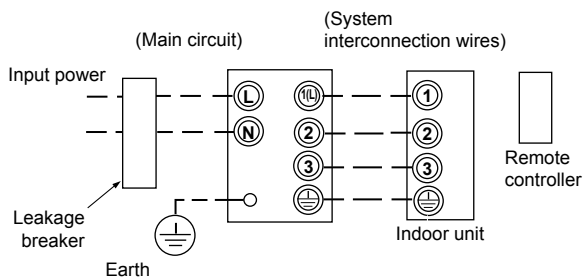 (Main circuit)
(System
interconnection wires)
Input power
L
N
1(L)
2
3
1
2
3
Remote
controller
Leakage
breaker
Indoor unit
Earth